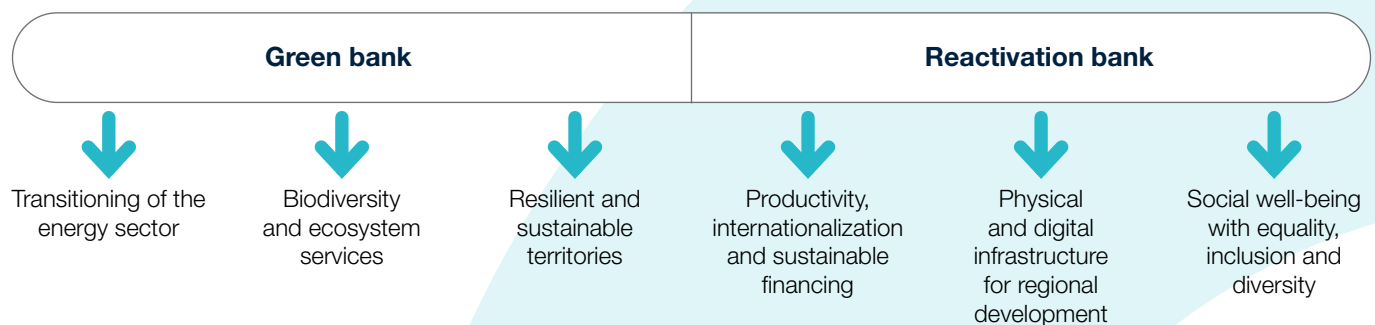 Green bank
Reactivation bank
Transitioning of the
energy sector
Biodiversity
and ecosystem
services
Resilient and
sustainable
territories
Productivity,
internationalization
and sustainable
financing
Physical
and digital
infrastructure
for regional
development
Social well-being
with equality,
inclusion and
diversity